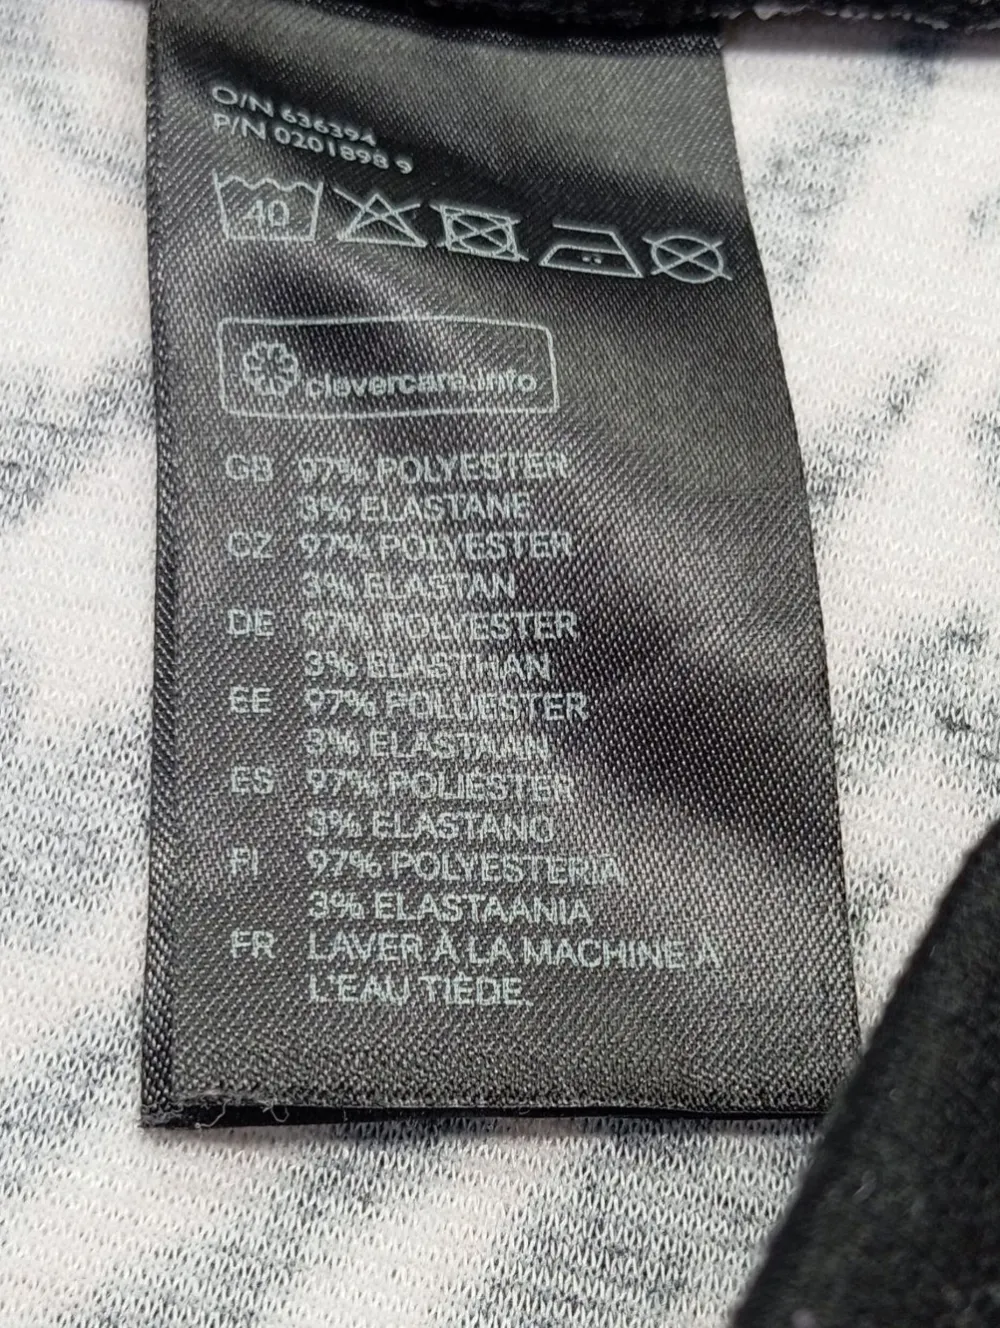 O/N 636394
P/N 0201898 9
40
clevercare.info
GB 97% POLYESTER
3% ELASTANE
CZ 97% POLYESTER
3% ELASTAN
DE 97% POLYESTER
3% ELASTHAN
EE 97% POLÜESTER
3% ELASTAAN
ES 97% POLIÉSTER
3% ELASTANO
FI 97% POLYESTERIA
3% ELASTAANIA
FR LAVER À LA MACHINE À
L'EAU TIÈDE.